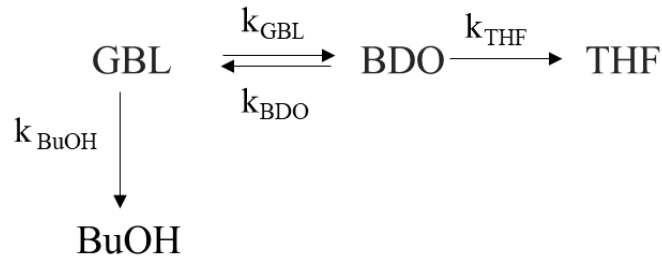 k_GBL k_THF
GBL BDO THF
k_BDO
k_BuOH
BuOH